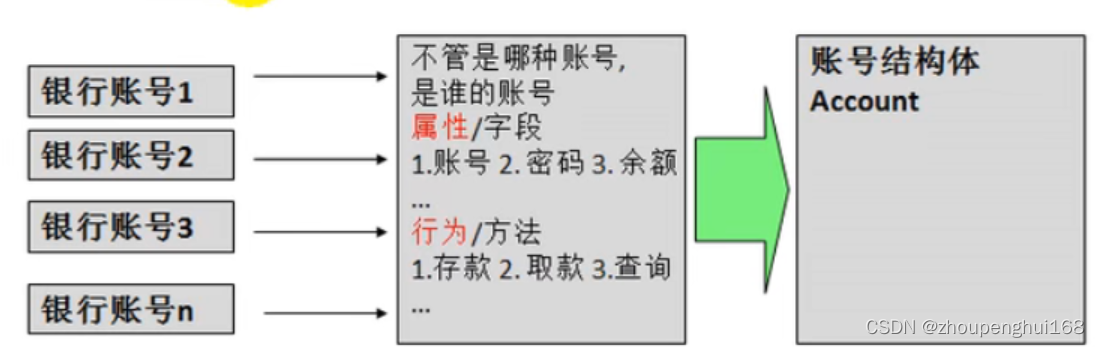 银行账号1
银行账号2
银行账号3
银行账号n
不管是哪种账号,
是谁的账号
属性/字段
1.账号 2. 密码 3. 余额
...
行为/方法
1.存款 2. 取款 3.查询
...
账号结构体
Account
CSDN @zhoupenghui168